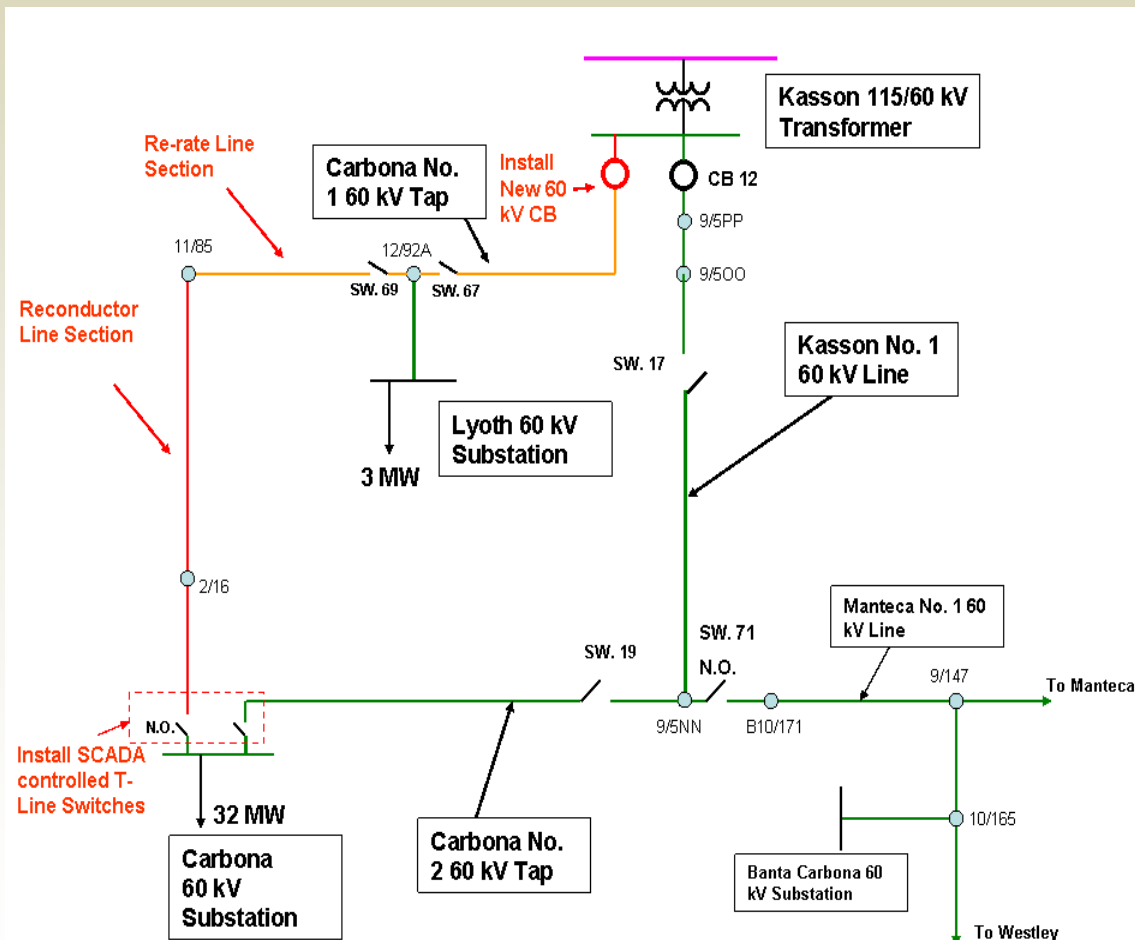 Kasson 115/60 kV
Transformer
Re-rate Line
Section
Carbona No.
1 60 kV Tap
Install
New 60
kV CB
CB 12
9/5PP
11/85
12/92A
9/5OO
SW. 69
SW. 67
Reconductor
Line Section
Kasson No. 1
60 kV Line
SW. 17
Lyoth 60 kV
Substation
3 MW
2/16
Manteca No. 1 60
kV Line
SW. 71
N.O.
SW. 19
9/147
To Manteca
9/5NN
B10/171
N.O.
Install SCADA
controlled T-
Line Switches
32 MW
Carbona
60 kV
Substation
Carbona No.
2 60 kV Tap
10/165
Banta Carbona 60
kV Substation
To Westley